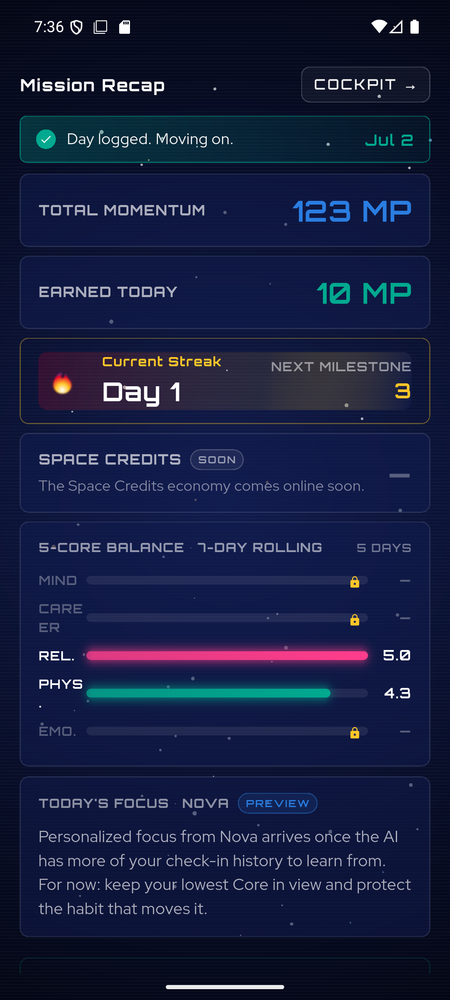 7:36
Mission Recap
COCKPIT →
Day logged. Moving on.
Jul 2
TOTAL MOMENTUM
123 MP
EARNED TODAY
10 MP
Current Streak
NEXT MILESTONE
Day 1
3
SPACE CREDITS
SOON
—
The Space Credits economy comes online soon.
5-CORE BALANCE · 7-DAY ROLLING
5 DAYS
MIND
—
CARE
ER
—
REL.
5.0
PHYS
.
4.3
EMO.
—
TODAY'S FOCUS · NOVA
PREVIEW
Personalized focus from Nova arrives once the AI
has more of your check-in history to learn from.
For now: keep your lowest Core in view and protect
the habit that moves it.